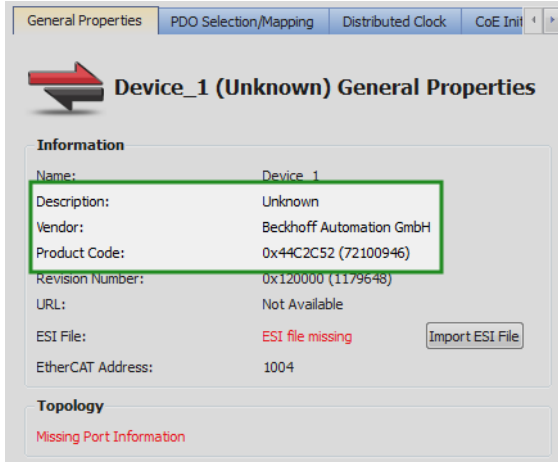 General Properties PDO Selection/Mapping Distributed Clock CoE Init
Device_1 (Unknown) General Properties
Information
Name: Device_1
Description: Unknown
Vendor: Beckhoff Automation GmbH
Product Code: 0x44C2C52 (72100946)
Revision Number: 0x120000 (1179648)
URL: Not Available
ESI File: ESI file missing Import ESI File
EtherCAT Address: 1004
Topology
Missing Port Information